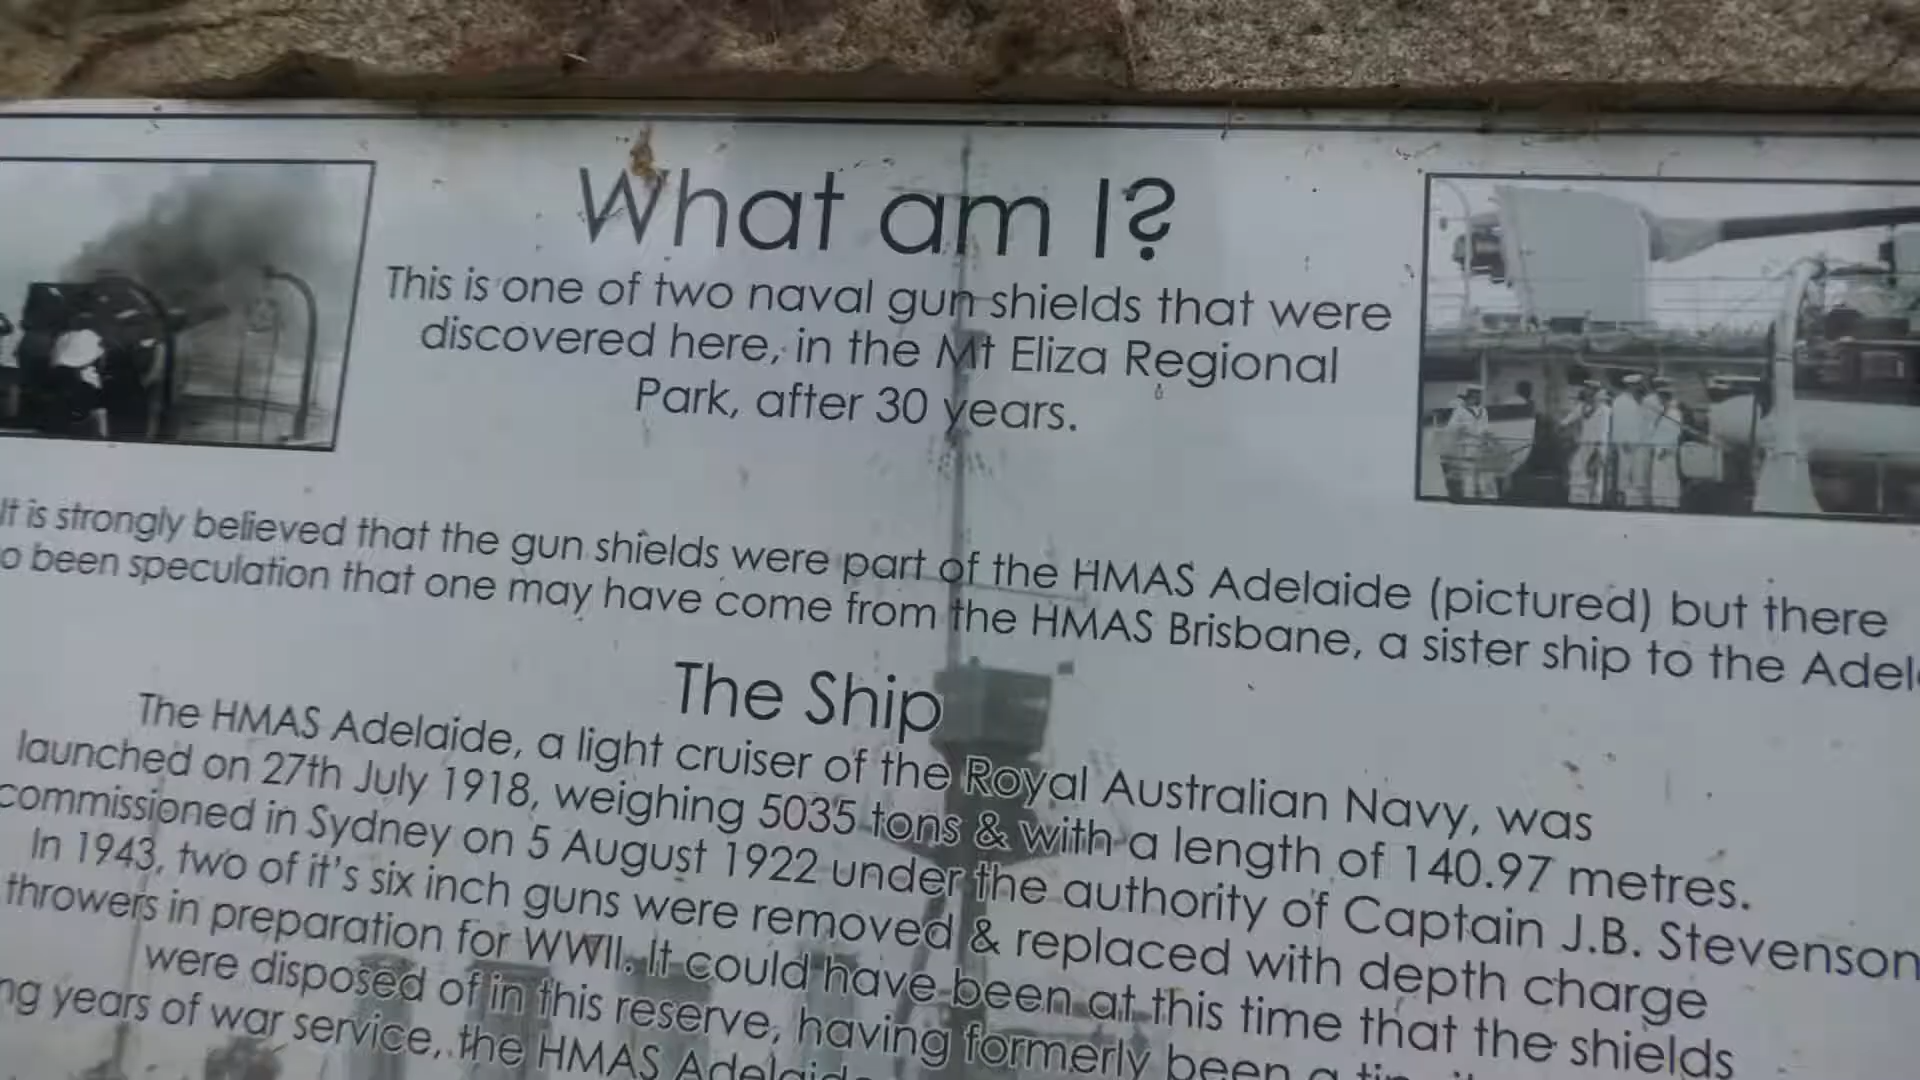 What am I?
This is one of two naval gun shields that were
discovered here, in the Mt Eliza Regional
Park, after 30 years.
It is strongly believed that the gun shields were part of the HMAS Adelaide (pictured) but there
been speculation that one may have come from the HMAS Brisbane, a sister ship to the
The Ship
The HMAS Adelaide, a light cruiser of the Royal Australian Navy, was
launched on 27th July 1918, weighing 5035 tons & with a length of 140.97 metres.
commissioned in Sydney on 5 August 1922 under the authority of Captain J.B. Stevenson
In 1943, two of it's six inch guns were removed & replaced with depth charge
throwers in preparation for WWII. It could have been at this time that the shields
were disposed of in this reserve, having formerly been a
years of war service, the HMAS Adelaide